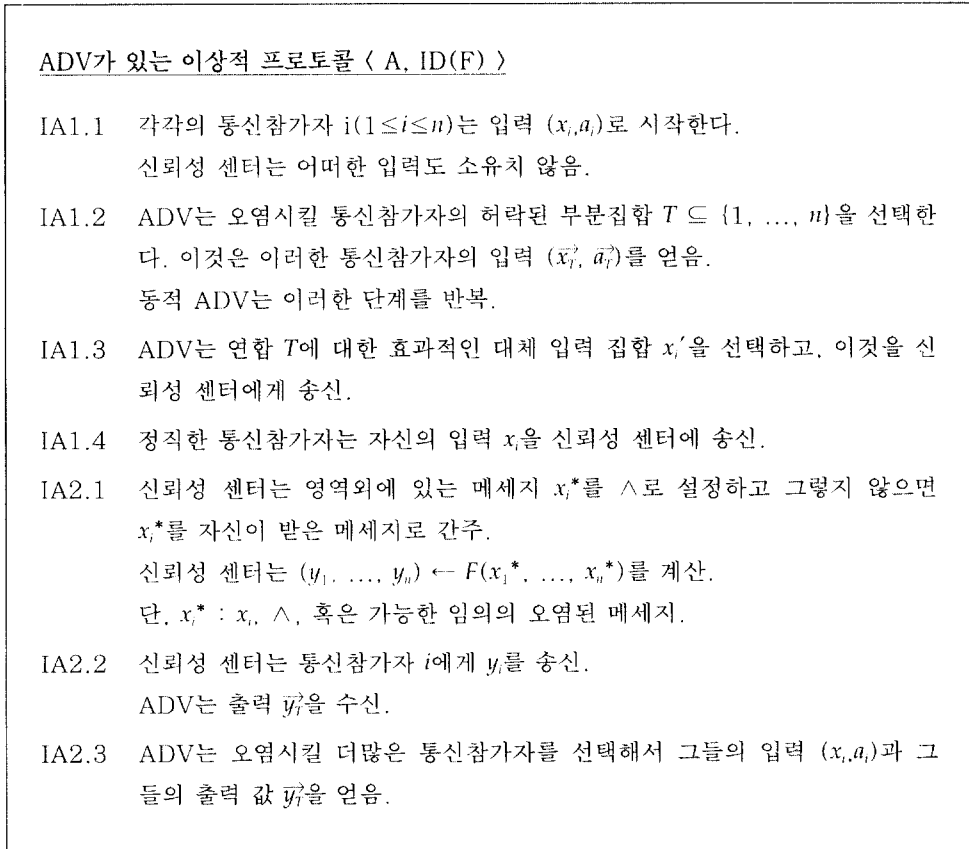 ADV가 있는 이상적 프로토콜 〈 A, ID(F) 〉
IA1.1 각각의 통신참가자 i(1≤i≤n)는 입력 (xᵢ,aᵢ)로 시작한다.
신뢰성 센터는 어떠한 입력도 소유치 않음.
IA1.2 ADV는 오염시킬 통신참가자의 허락된 부분집합 T ⊆ {1, ..., n}을 선택한
다. 이것은 이러한 통신참가자의 입력 (x⃗_T, a⃗_T)를 얻음.
동적 ADV는 이러한 단계를 반복.
IA1.3 ADV는 연합 T에 대한 효과적인 대체 입력 집합 xᵢ′을 선택하고, 이것을 신
뢰성 센터에게 송신.
IA1.4 정직한 통신참가자는 자신의 입력 xᵢ을 신뢰성 센터에 송신.
IA2.1 신뢰성 센터는 영역외에 있는 메세지 xᵢ*를 ∧로 설정하고 그렇지 않으면
xᵢ*를 자신이 받은 메세지로 간주.
신뢰성 센터는 (y₁, ..., yₙ) ← F(x₁*, ..., xₙ*)를 계산.
단, xᵢ* : xᵢ, ∧, 혹은 가능한 임의의 오염된 메세지.
IA2.2 신뢰성 센터는 통신참가자 i에게 yᵢ를 송신.
ADV는 출력 y⃗_T을 수신.
IA2.3 ADV는 오염시킬 더많은 통신참가자를 선택해서 그들의 입력 (xᵢ,aᵢ)과 그
들의 출력 값 y⃗_T을 얻음.